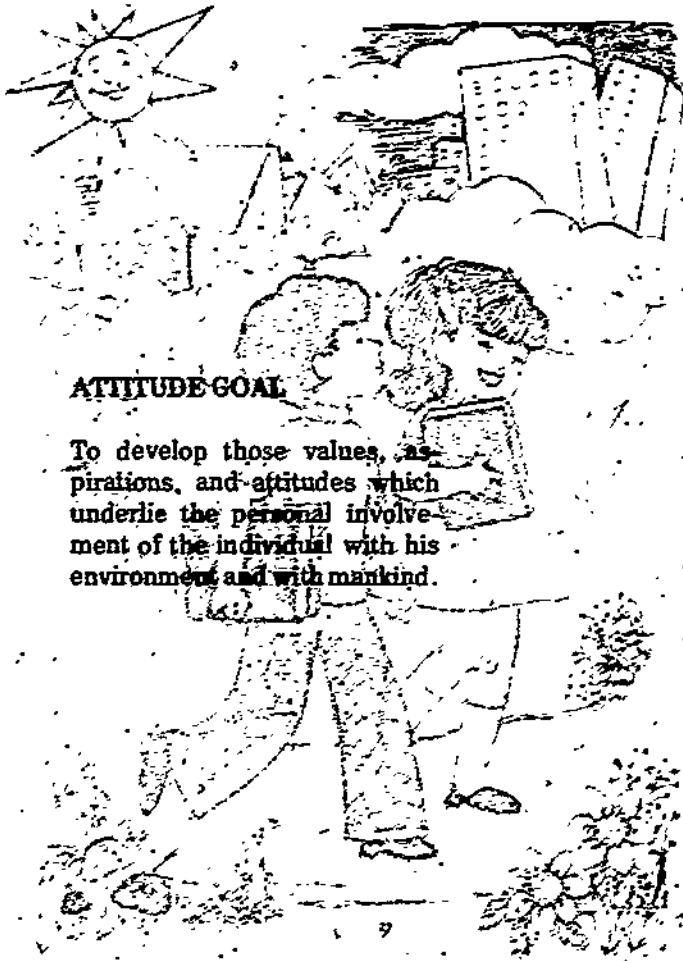 ATTITUDE GOAL
To develop those values, as-
pirations, and attitudes which
underlie the personal involve-
ment of the individual with his
environment and with mankind.
9